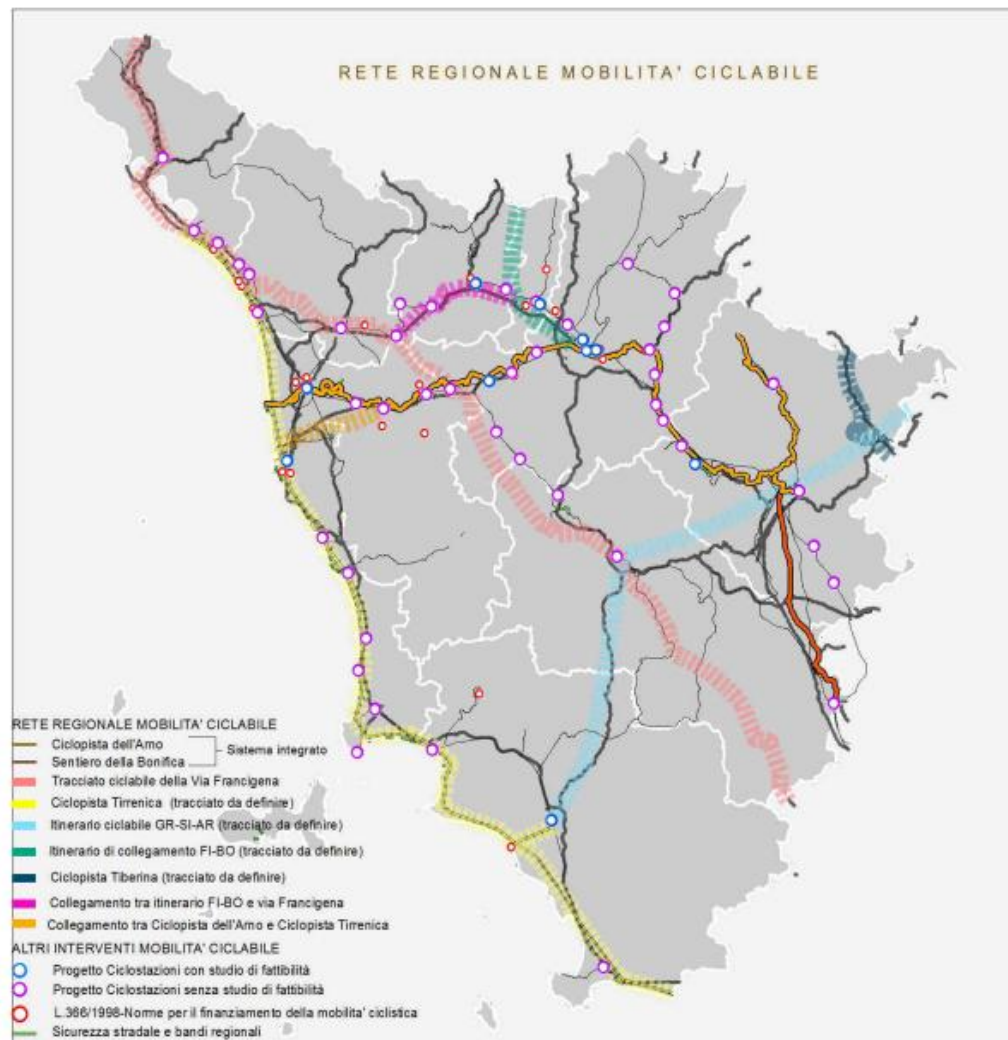 RETE REGIONALE MOBILITA' CICLABILE
RETE REGIONALE MOBILITA' CICLABILE
Ciclopista dell'Arno
Sistema integrato
Sentiero della Bonifica
Tracciato ciclabile della Via Francigena
Ciclopista Tirrenica (tracciato da definire)
Itinerario ciclabile GR-SI-AR (tracciato da definire)
Itinerario di collegamento FI-BO (tracciato da definire)
Ciclopista Tiberina (tracciato da definire)
Collegamento tra itinerario FI-BO e via Francigena
Collegamento tra Ciclopista dell'Arno e Ciclopista Tirrenica
ALTRI INTERVENTI MOBILITA' CICLABILE
Progetto Ciclostazioni con studio di fattibilità
Progetto Ciclostazioni senza studio di fattibilità
L.366/1998-Norme per il finanziamento della mobilita' ciclistica
Sicurezza stradale e bandi regionali